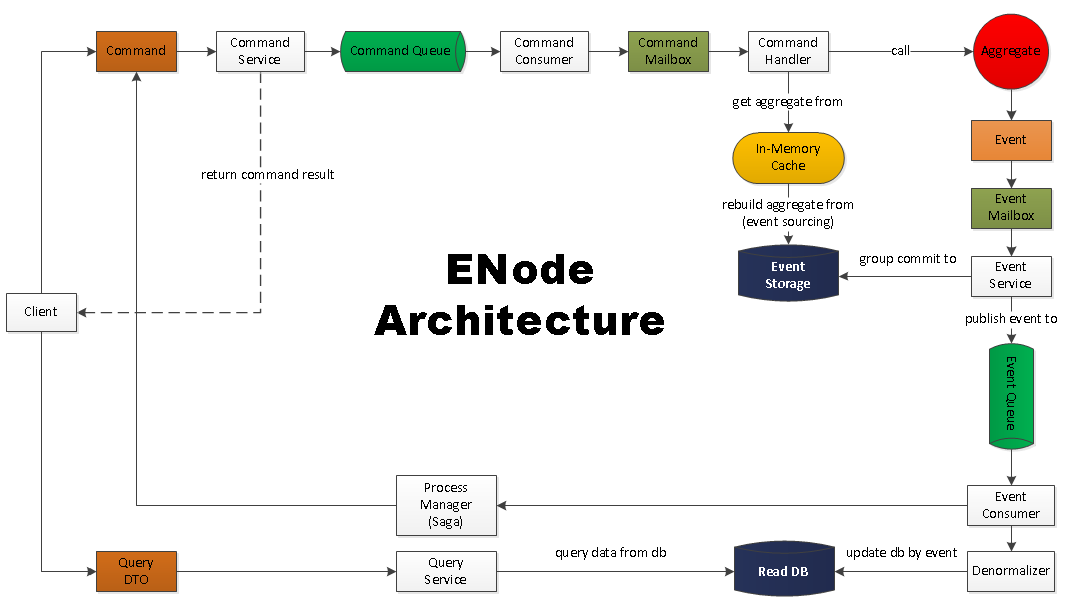 Command
Command
Service
Command Queue
Command
Consumer
Command
Mailbox
Command
Handler
call
Aggregate
get aggregate from
Event
In-Memory
Cache
return command result
Event
Mailbox
rebuild aggregate from
(event sourcing)
ENode
Architecture
Event
Storage
group commit to
Event
Service
Client
publish event to
Event Queue
Process
Manager
(Saga)
Event
Consumer
Query
DTO
Query
Service
query data from db
Read DB
update db by event
Denormalizer